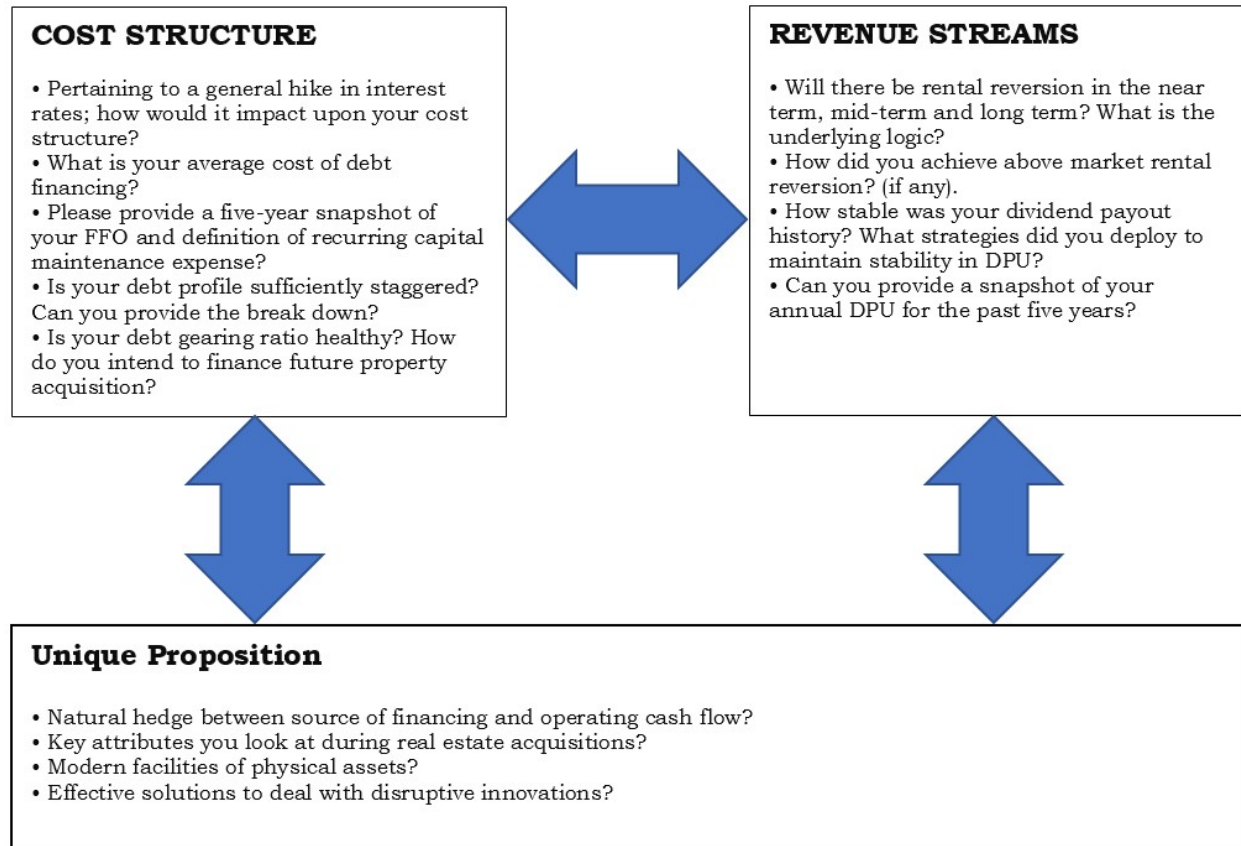 COST STRUCTURE
• Pertaining to a general hike in interest
rates; how would it impact upon your cost
structure?
• What is your average cost of debt
financing?
• Please provide a five-year snapshot of
your FFO and definition of recurring capital
maintenance expense?
• Is your debt profile sufficiently staggered?
Can you provide the break down?
• Is your debt gearing ratio healthy? How
do you intend to finance future property
acquisition?
REVENUE STREAMS
• Will there be rental reversion in the near
term, mid-term and long term? What is the
underlying logic?
• How did you achieve above market rental
reversion? (if any).
• How stable was your dividend payout
history? What strategies did you deploy to
maintain stability in DPU?
• Can you provide a snapshot of your
annual DPU for the past five years?
Unique Proposition
• Natural hedge between source of financing and operating cash flow?
• Key attributes you look at during real estate acquisitions?
• Modern facilities of physical assets?
• Effective solutions to deal with disruptive innovations?